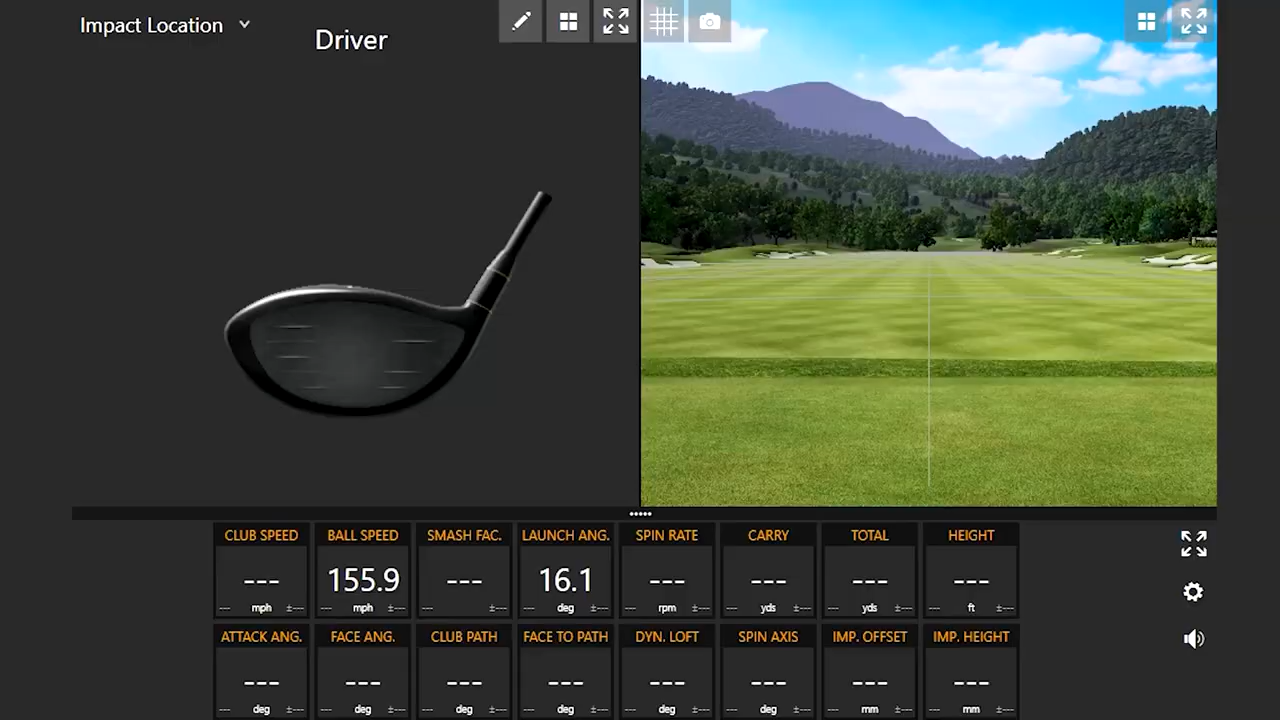 Impact Location
Driver
CLUB SPEED BALL SPEED SMASH FAC. LAUNCH ANG. SPIN RATE CARRY TOTAL HEIGHT
--- 155.9 --- 16.1 --- --- --- ---
--- mph ±--- --- mph ±--- --- ±--- --- deg ±--- --- rpm ±--- --- yds ±--- --- yds ±--- --- ft ±---
ATTACK ANG. FACE ANG. CLUB PATH FACE TO PATH DYN. LOFT SPIN AXIS IMP. OFFSET IMP. HEIGHT
--- --- --- --- --- --- --- ---
--- deg ±--- --- deg ±--- --- deg ±--- --- deg ±--- --- deg ±--- --- deg ±--- --- mm ±--- --- mm ±---